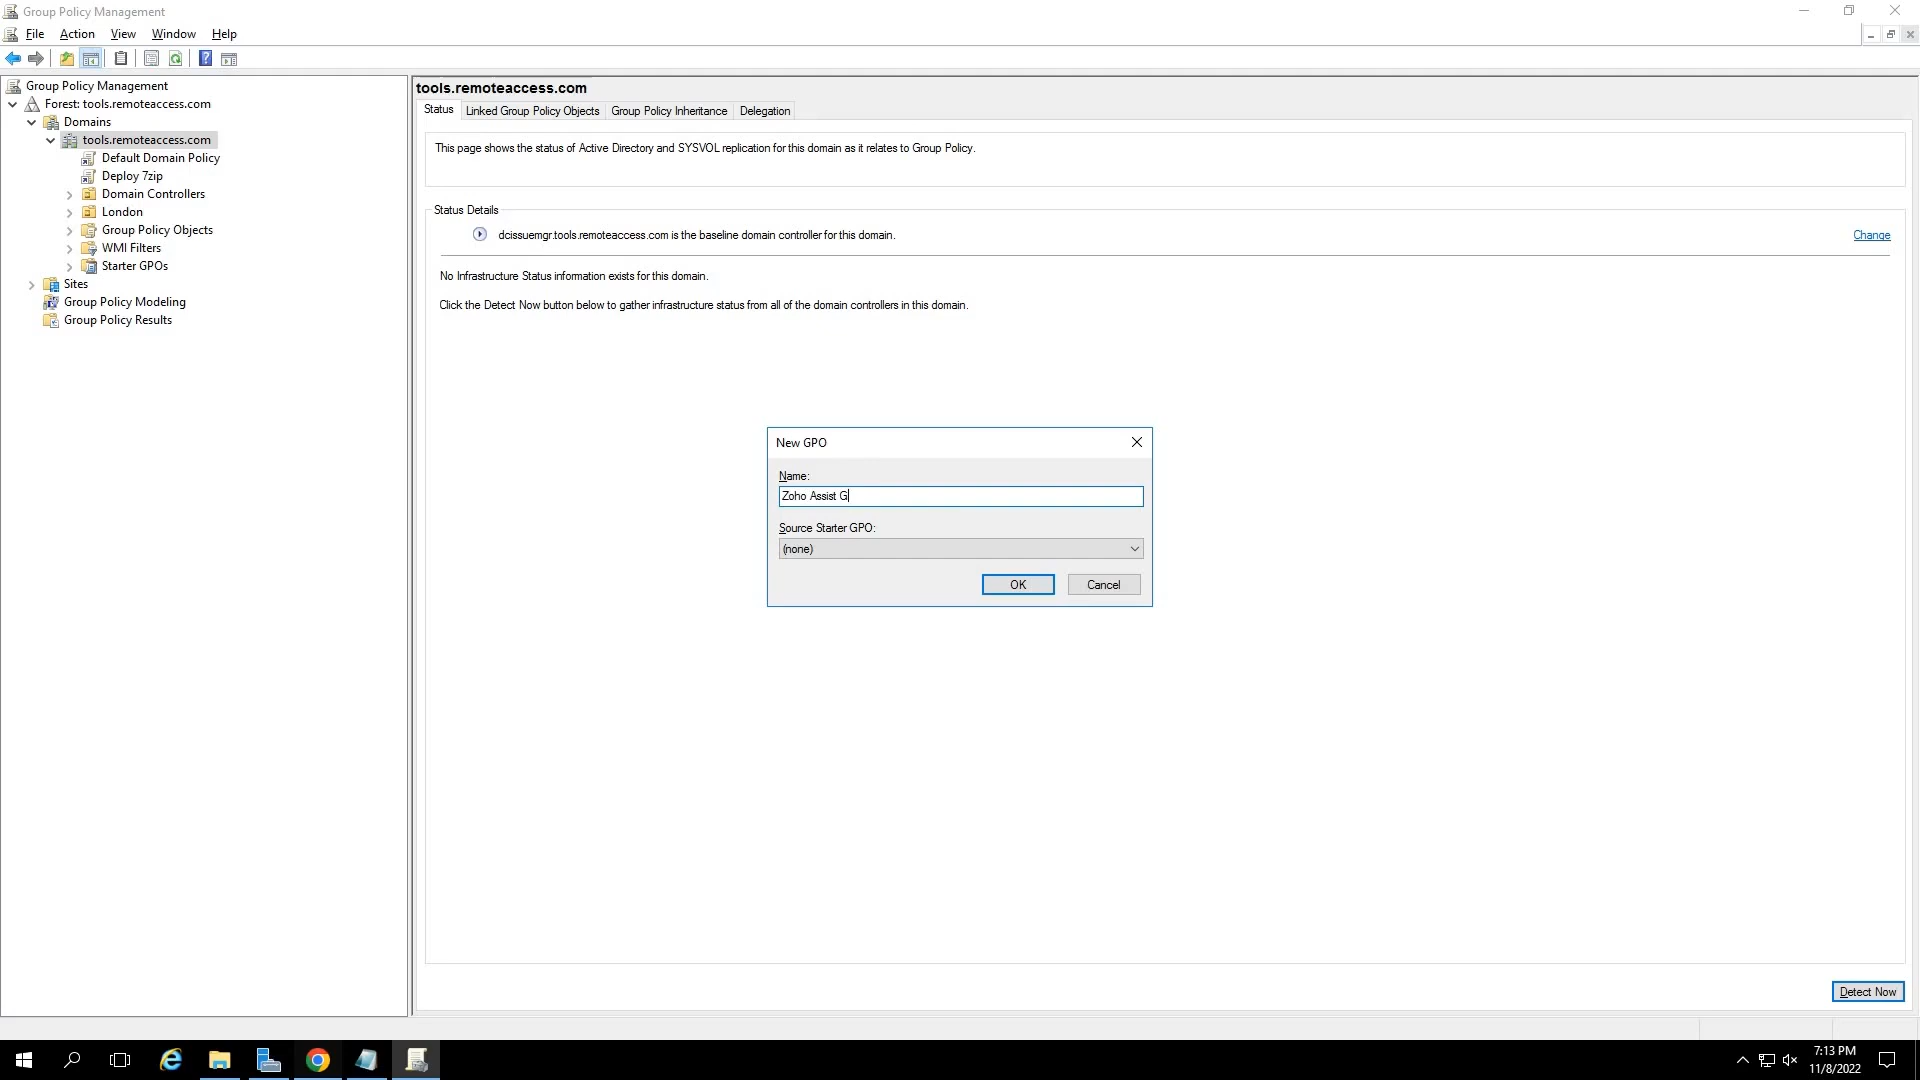 Group Policy Management
File Action View Window Help
Group Policy Management
Forest: tools.remoteaccess.com
Domains
tools.remoteaccess.com
Default Domain Policy
Deploy 7zip
Domain Controllers
London
Group Policy Objects
WMI Filters
Starter GPOs
Sites
Group Policy Modeling
Group Policy Results
tools.remoteaccess.com
Status Linked Group Policy Objects Group Policy Inheritance Delegation
This page shows the status of Active Directory and SYSVOL replication for this domain as it relates to Group Policy.
Status Details
dcissuemgr.tools.remoteaccess.com is the baseline domain controller for this domain. Change
No Infrastructure Status information exists for this domain.
Click the Detect Now button below to gather infrastructure status from all of the domain controllers in this domain.
New GPO
Name:
Zoho Assist G
Source Starter GPO:
(none)
OK Cancel
Detect Now
7:13 PM
11/8/2022